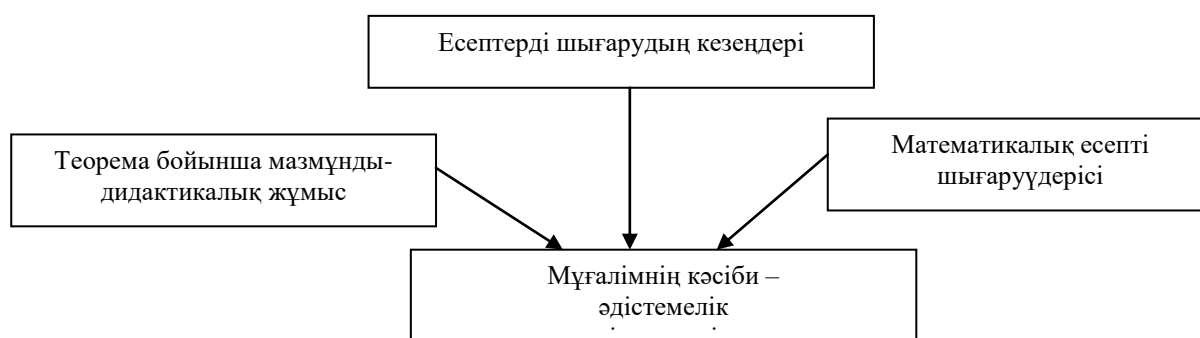 Есептерді шығарудың кезеңдері
Теорема бойынша мазмұнды-
дидактикалық жұмыс
Математикалық есепті
шығаруүдерісі
Мұғалімнің кәсіби –
әдістемелік